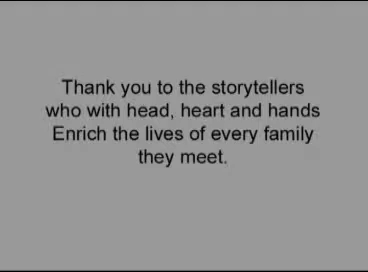 Thank you to the storytellers
who with head, heart and hands
Enrich the lives of every family
they meet.